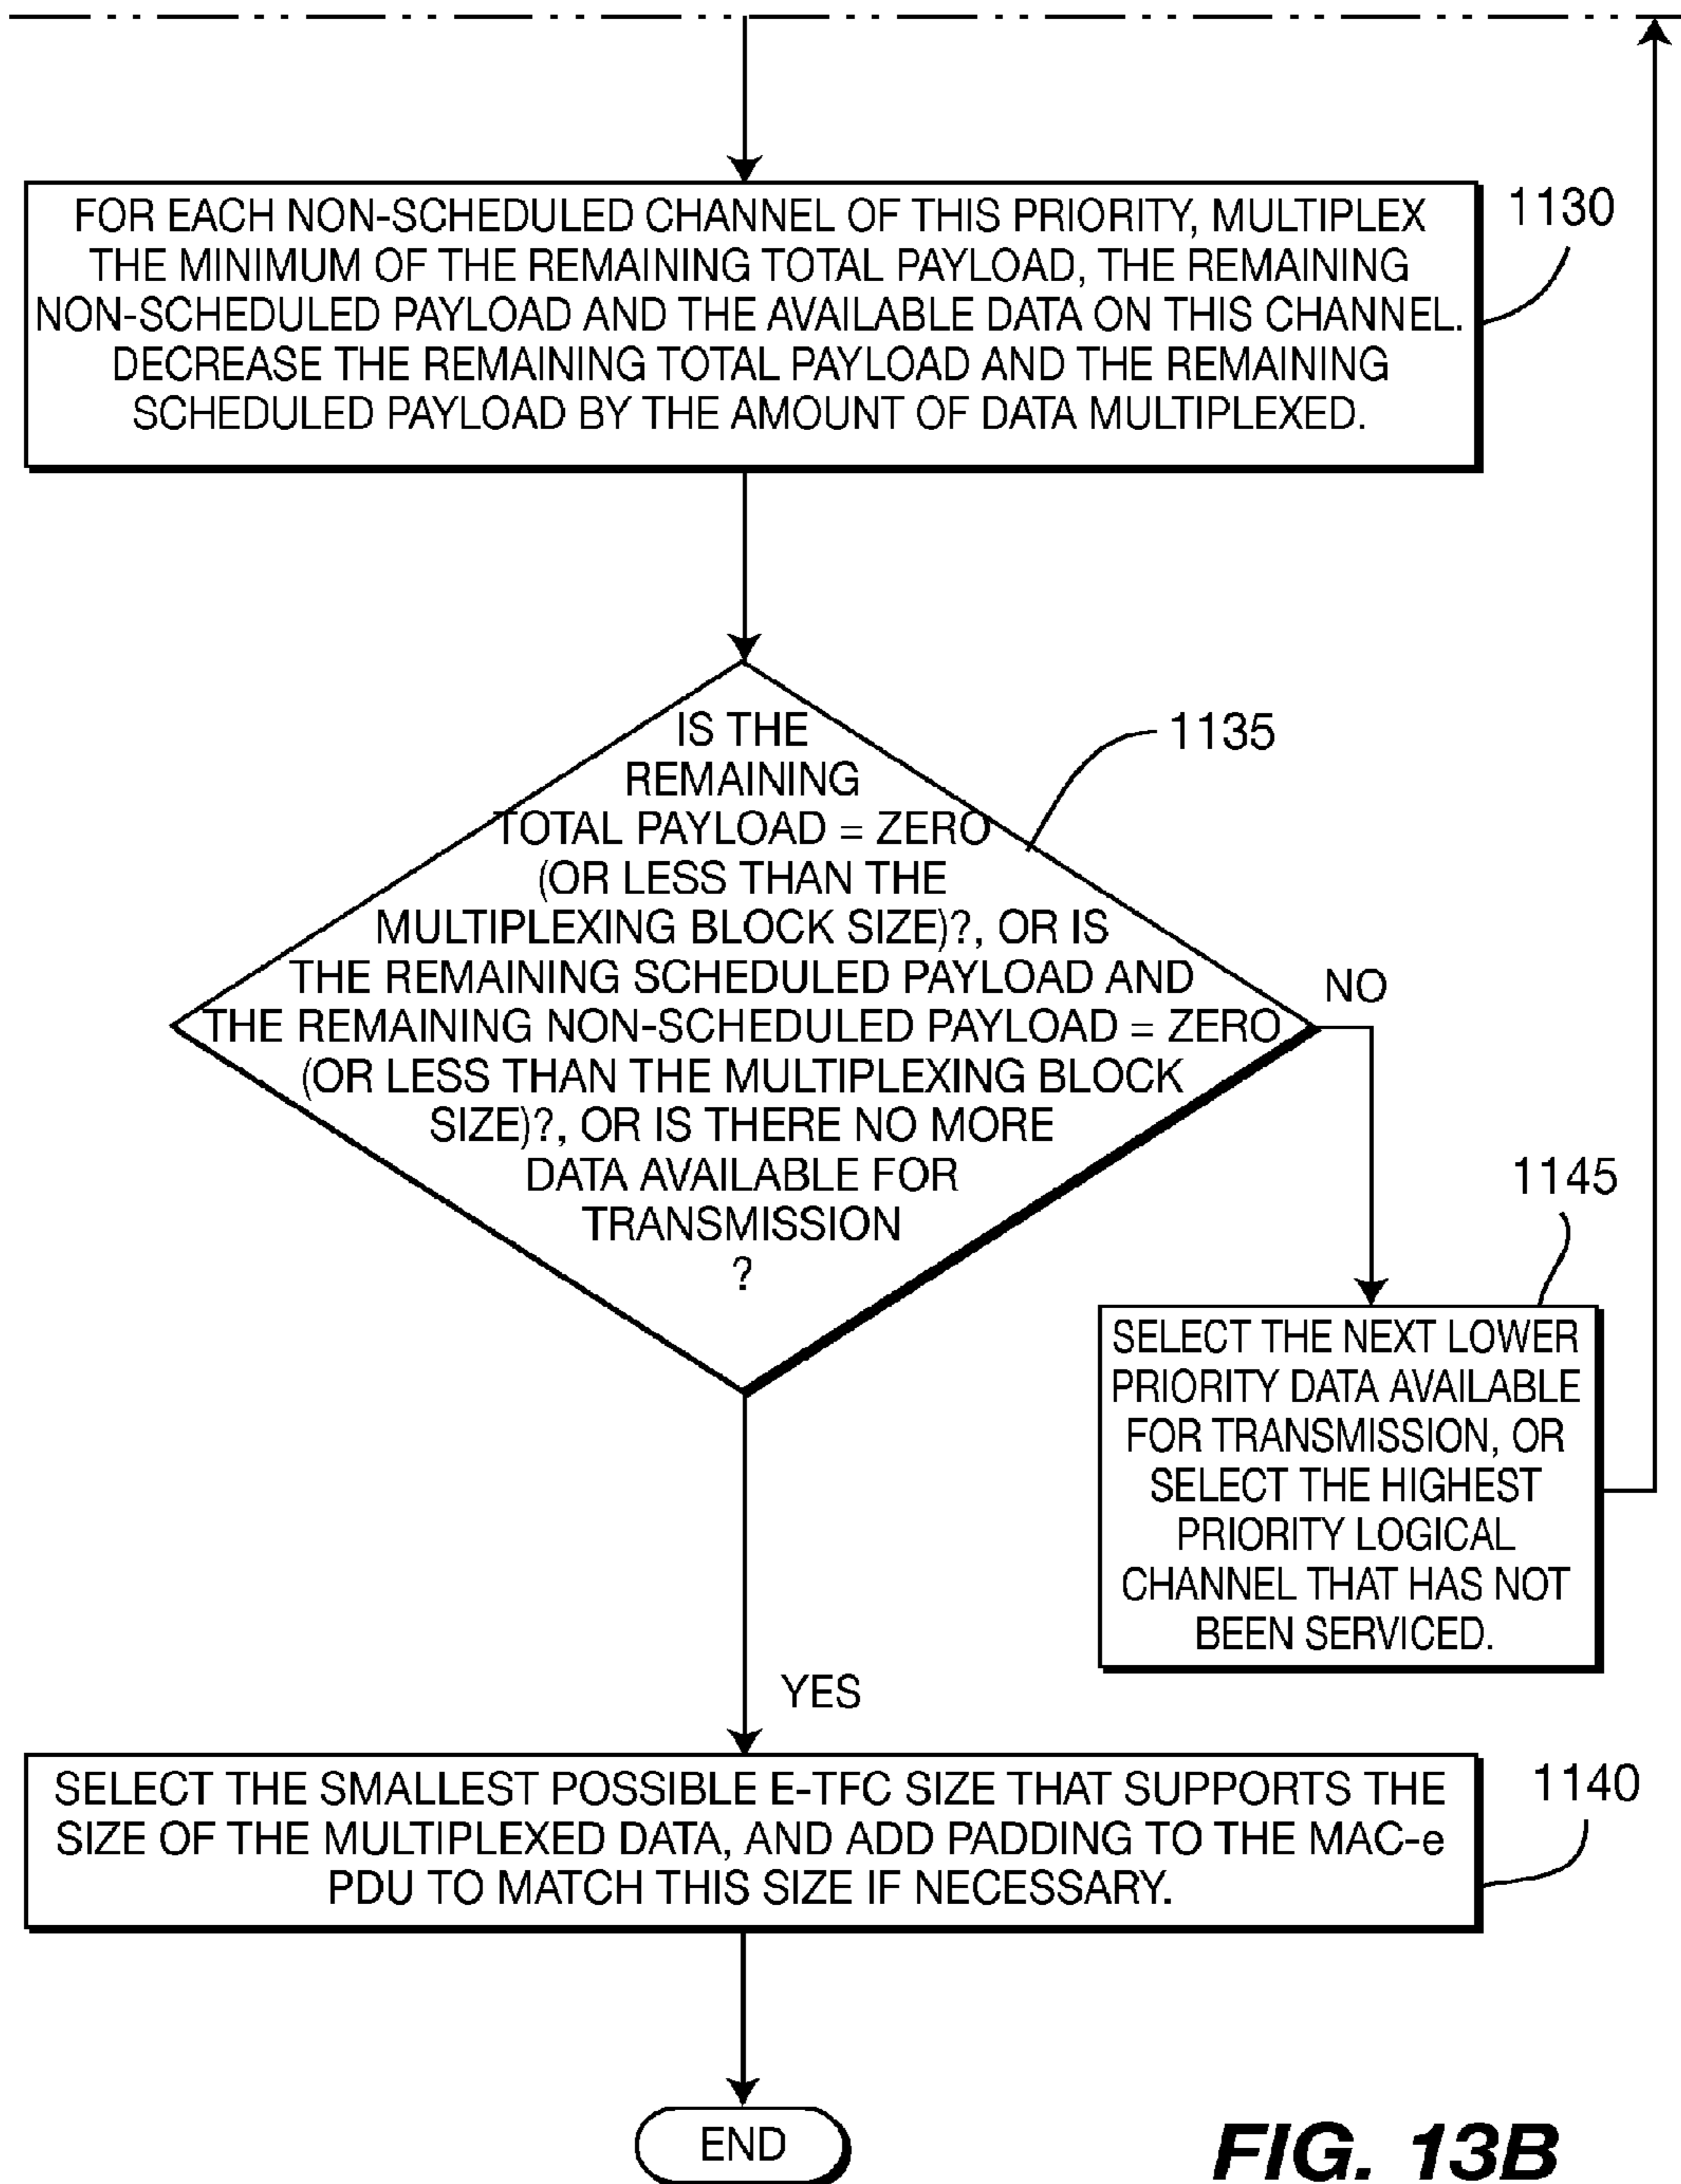 FOR EACH NON-SCHEDULED CHANNEL OF THIS PRIORITY, MULTIPLEX
THE MINIMUM OF THE REMAINING TOTAL PAYLOAD, THE REMAINING
NON-SCHEDULED PAYLOAD AND THE AVAILABLE DATA ON THIS CHANNEL.
DECREASE THE REMAINING TOTAL PAYLOAD AND THE REMAINING
SCHEDULED PAYLOAD BY THE AMOUNT OF DATA MULTIPLEXED.
1130
IS THE
REMAINING
TOTAL PAYLOAD = ZERO
(OR LESS THAN THE
MULTIPLEXING BLOCK SIZE)?, OR IS
THE REMAINING SCHEDULED PAYLOAD AND
THE REMAINING NON-SCHEDULED PAYLOAD = ZERO
(OR LESS THAN THE MULTIPLEXING BLOCK
SIZE)?, OR IS THERE NO MORE
DATA AVAILABLE FOR
TRANSMISSION
?
1135
NO
1145
SELECT THE NEXT LOWER
PRIORITY DATA AVAILABLE
FOR TRANSMISSION, OR
SELECT THE HIGHEST
PRIORITY LOGICAL
CHANNEL THAT HAS NOT
BEEN SERVICED.
YES
SELECT THE SMALLEST POSSIBLE E-TFC SIZE THAT SUPPORTS THE
SIZE OF THE MULTIPLEXED DATA, AND ADD PADDING TO THE MAC-e
PDU TO MATCH THIS SIZE IF NECESSARY.
1140
END
FIG. 13B